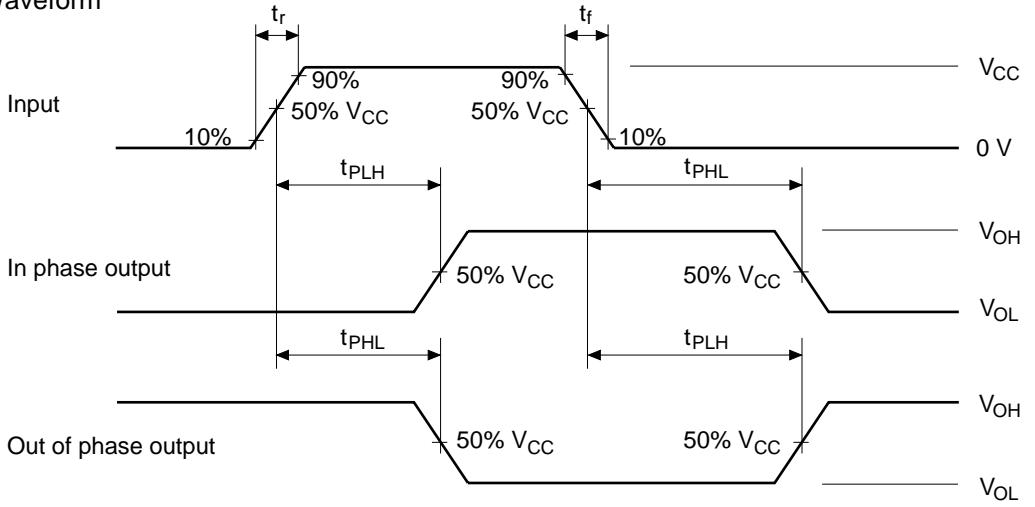 Waveform
tr tf
VCC
90% 90%
Input 50% VCC 50% VCC
10% 10%
0 V
tPLH tPHL
VOH
In phase output 50% VCC 50% VCC
VOL
tPHL tPLH
VOH
Out of phase output 50% VCC 50% VCC
VOL